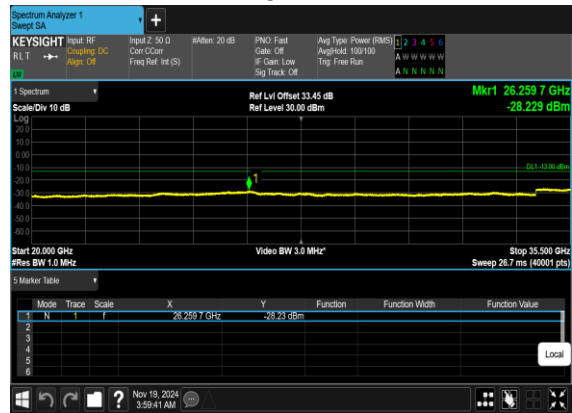 Spectrum Analyzer 1
Swept SA
+
KEYSIGHT Input: RF Input Z: 50 Ω #Atten: 20 dB PNO: Fast Avg Type: Power (RMS) 1 2 3 4 5 6
RLT Coupling: DC Corr CCorr Gate: Off Avg|Hold: 100/100 A W W W W W
Align: Off Freq Ref: Int (S) IF Gain: Low Trig: Free Run
LW Sig Track: Off A N N N N N
1 Spectrum
Ref Lvl Offset 33.45 dB Mkr1 26.259 7 GHz
Scale/Div 10 dB Ref Level 30.00 dBm -28.229 dBm
Log
20.0
10.0
0.00
-10.0 DL1 -13.00 dBm
-20.0 1
-30.0
-40.0
-50.0
-60.0
Start 20.000 GHz Video BW 3.0 MHz* Stop 35.500 GHz
#Res BW 1.0 MHz Sweep 26.7 ms (40001 pts)
5 Marker Table
Mode Trace Scale X Y Function Function Width Function Value
1 N 1 f 26.259 7 GHz -28.23 dBm
2
3
4
5
6
Local
? Nov 19, 2024
3:59:41 AM